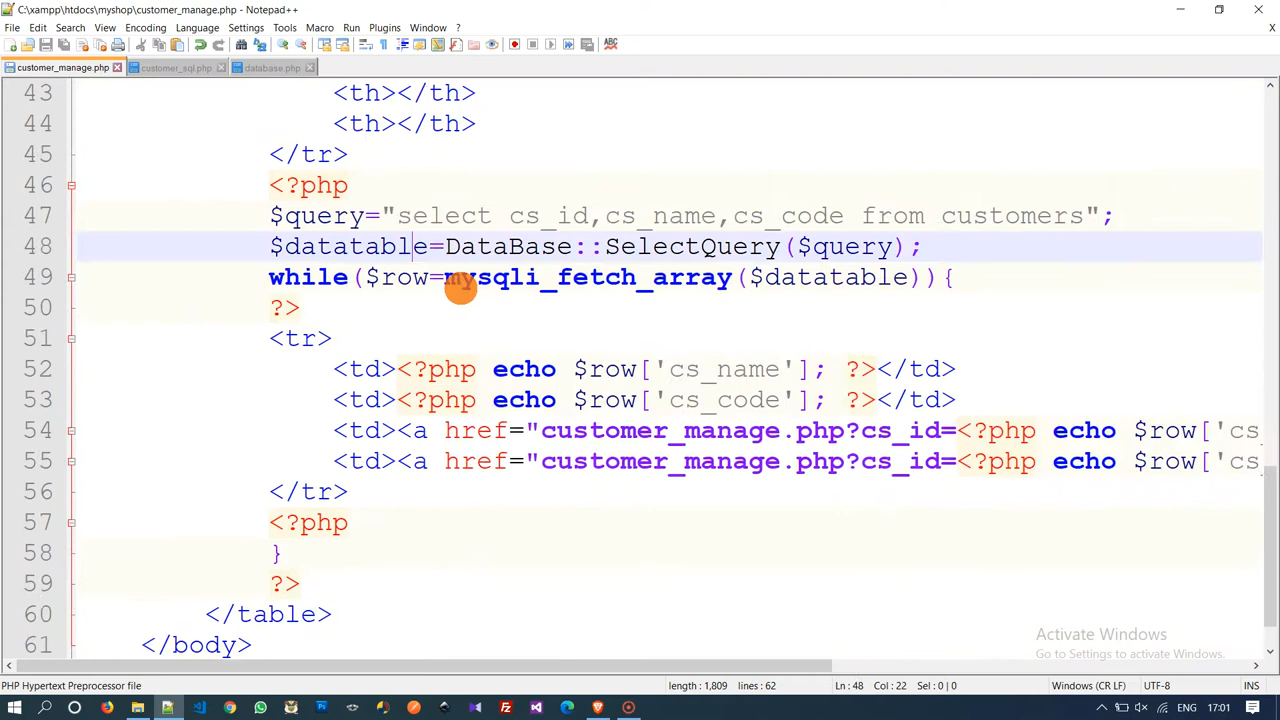 C:\xampp\htdocs\myshop\customer_manage.php - Notepad++
File Edit Search View Encoding Language Settings Tools Macro Run Plugins Window ?
customer_manage.php customer_sql.php database.php
43 <th></th>
44 <th></th>
45 </tr>
46 <?php
47 $query="select cs_id,cs_name,cs_code from customers";
48 $datatable=DataBase::SelectQuery($query);
49 while($row=mysqli_fetch_array($datatable)){
50 ?>
51 <tr>
52 <td><?php echo $row['cs_name']; ?></td>
53 <td><?php echo $row['cs_code']; ?></td>
54 <td><a href="customer_manage.php?cs_id=<?php echo $row['cs_
55 <td><a href="customer_manage.php?cs_id=<?php echo $row['cs_
56 </tr>
57 <?php
58 }
59 ?>
60 </table>
61 </body>
Activate Windows
Go to Settings to activate Windows.
PHP Hypertext Preprocessor file length : 1,809 lines : 62 Ln : 48 Col : 22 Sel : 0 | 0 Windows (CR LF) UTF-8 INS
ENG 17:01